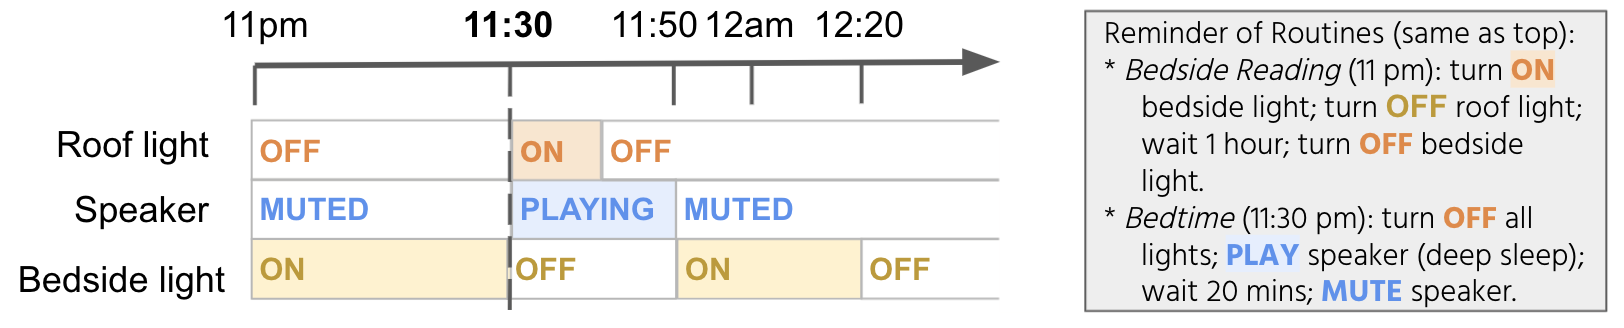 11pm 11:30 11:50 12am 12:20
Roof light OFF ON OFF
Speaker MUTED PLAYING MUTED
Bedside light ON OFF ON OFF
Reminder of Routines (same as top):
* Bedside Reading (11 pm): turn ON
bedside light; turn OFF roof light;
wait 1 hour; turn OFF bedside
light.
* Bedtime (11:30 pm): turn OFF all
lights; PLAY speaker (deep sleep);
wait 20 mins; MUTE speaker.